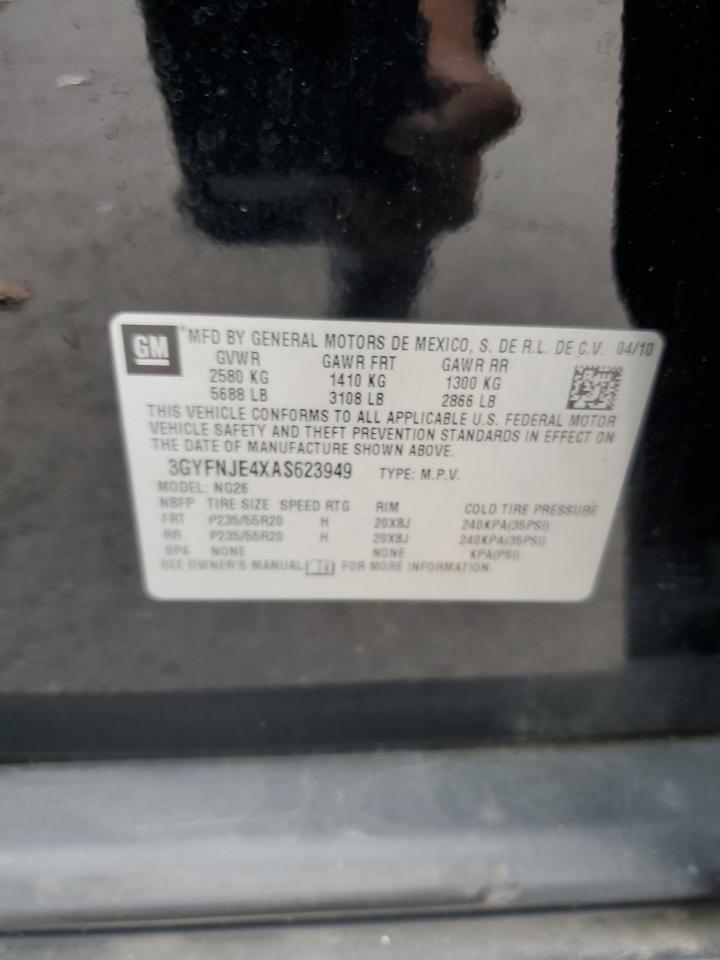 GM MFD BY GENERAL MOTORS DE MEXICO, S. DE R.L. DE C.V. 04/10
GVWR GAWR FRT GAWR RR
2580 KG 1410 KG 1300 KG
5688 LB 3108 LB 2866 LB
THIS VEHICLE CONFORMS TO ALL APPLICABLE U.S. FEDERAL MOTOR
VEHICLE SAFETY AND THEFT PREVENTION STANDARDS IN EFFECT ON
THE DATE OF MANUFACTURE SHOWN ABOVE.
3GYFNJE4XAS623949 TYPE: M.P.V.
MODEL: NG26
NBFP TIRE SIZE SPEED RTG RIM COLD TIRE PRESSURE
FRT P235/55R20 H 20X8J 240KPA(35PSI)
RR P235/55R20 H 20X8J 240KPA(35PSI)
SPA NONE NONE KPA(PSI)
SEE OWNER'S MANUAL FOR MORE INFORMATION.